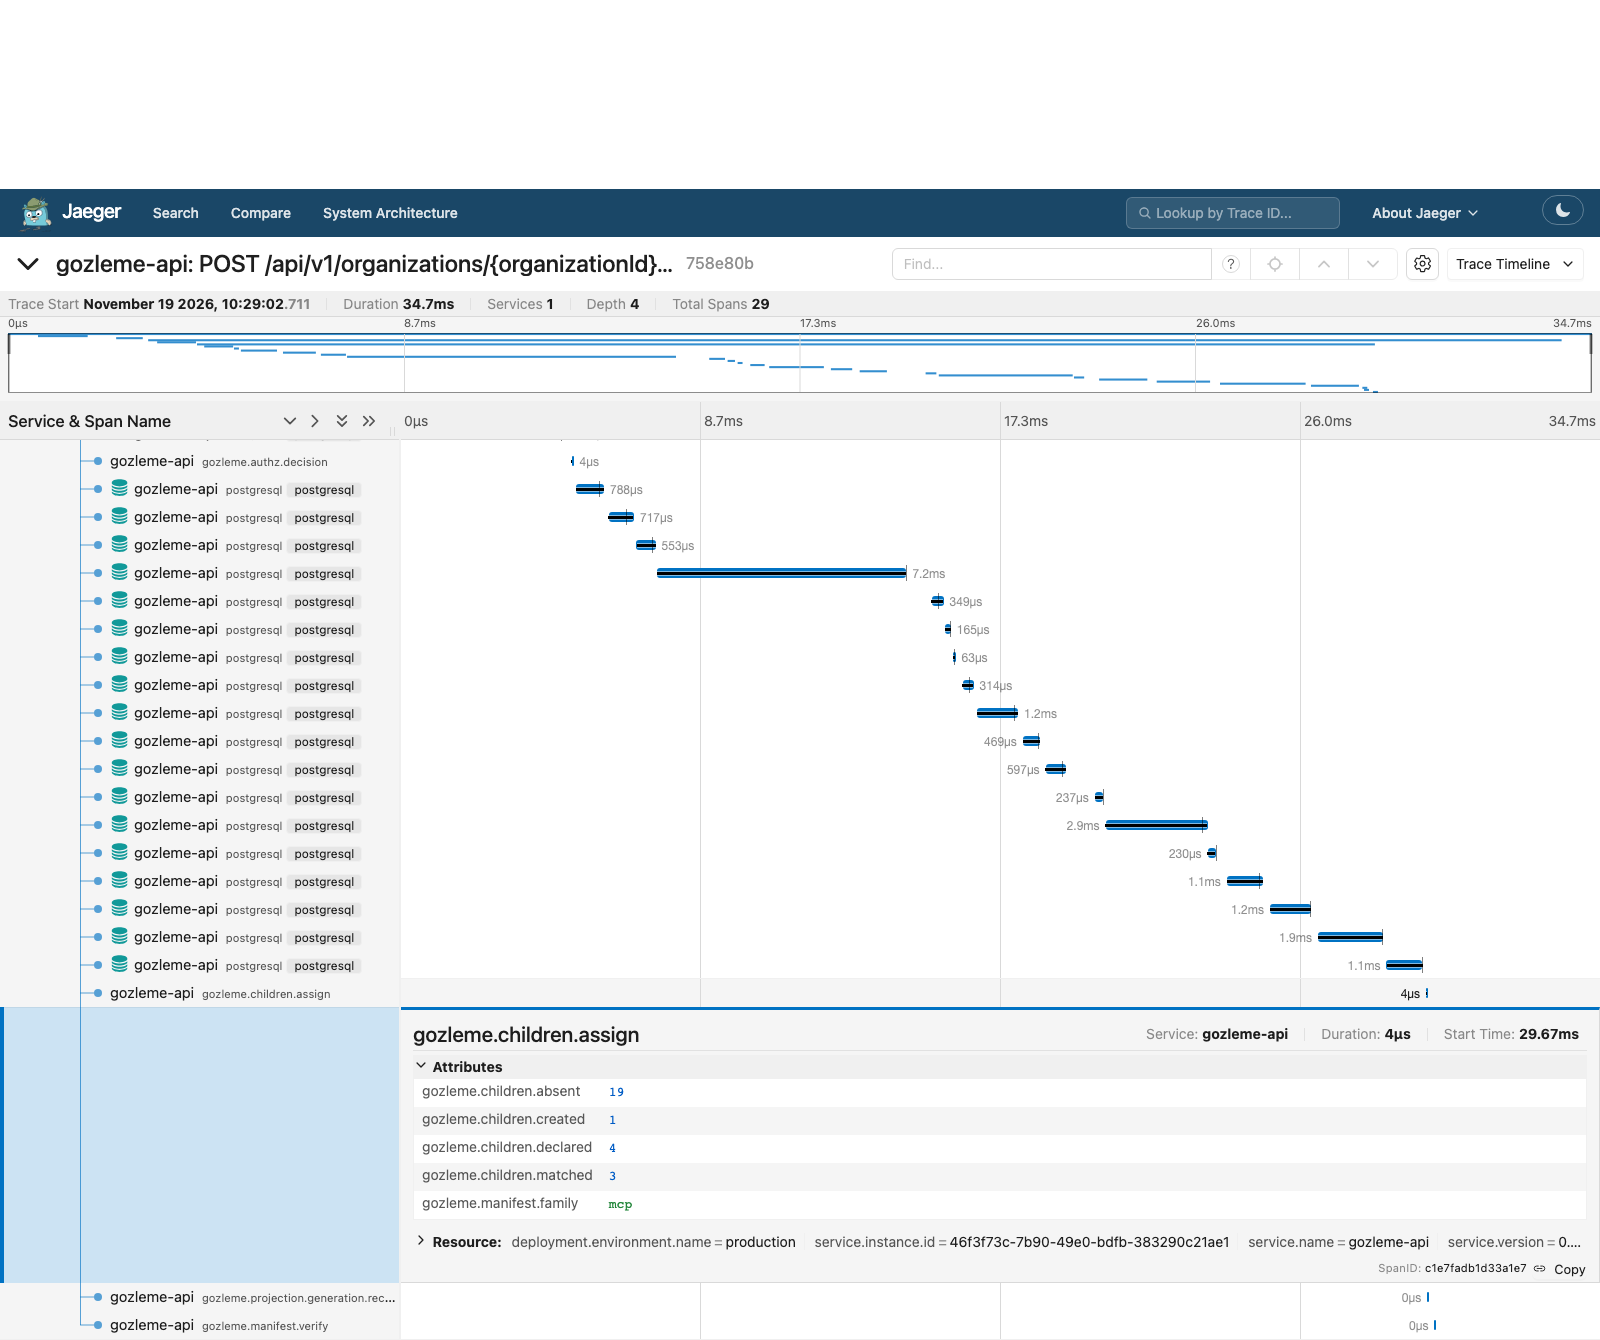 Jaeger Search Compare System Architecture Lookup by Trace ID... About Jaeger
gozleme-api: POST /api/v1/organizations/{organizationId}... 758e80b Find... ? Trace Timeline
Trace Start November 19 2026, 10:29:02.711 Duration 34.7ms Services 1 Depth 4 Total Spans 29
0μs 8.7ms 17.3ms 26.0ms 34.7ms
Service & Span Name 0μs 8.7ms 17.3ms 26.0ms 34.7ms
gozleme-api gozleme.authz.decision 4μs
gozleme-api postgresql postgresql 788μs
gozleme-api postgresql postgresql 717μs
gozleme-api postgresql postgresql 553μs
gozleme-api postgresql postgresql 7.2ms
gozleme-api postgresql postgresql 349μs
gozleme-api postgresql postgresql 165μs
gozleme-api postgresql postgresql 63μs
gozleme-api postgresql postgresql 314μs
gozleme-api postgresql postgresql 1.2ms
gozleme-api postgresql postgresql 469μs
gozleme-api postgresql postgresql 597μs
gozleme-api postgresql postgresql 237μs
gozleme-api postgresql postgresql 2.9ms
gozleme-api postgresql postgresql 230μs
gozleme-api postgresql postgresql 1.1ms
gozleme-api postgresql postgresql 1.2ms
gozleme-api postgresql postgresql 1.9ms
gozleme-api postgresql postgresql 1.1ms
gozleme-api gozleme.children.assign 4μs
gozleme.children.assign Service: gozleme-api Duration: 4μs Start Time: 29.67ms
Attributes
gozleme.children.absent 19
gozleme.children.created 1
gozleme.children.declared 4
gozleme.children.matched 3
gozleme.manifest.family mcp
Resource: deployment.environment.name = production service.instance.id = 46f3f73c-7b90-49e0-bdfb-383290c21ae1 service.name = gozleme-api service.version = 0....
SpanID: c1e7fadb1d33a1e7 Copy
gozleme-api gozleme.projection.generation.rec... 0μs
gozleme-api gozleme.manifest.verify 0μs